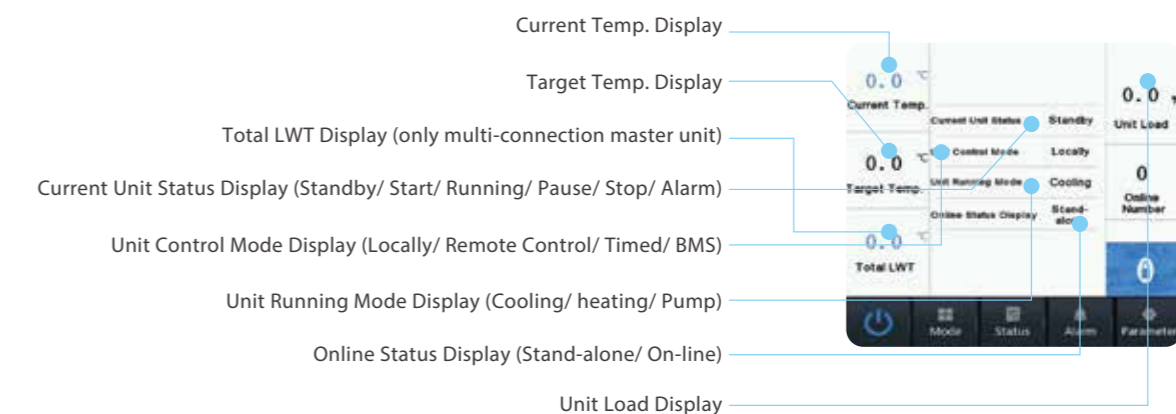 Current Temp. Display
Target Temp. Display
Total LWT Display (only multi-connection master unit)
Current Unit Status Display (Standby/ Start/ Running/ Pause/ Stop/ Alarm)
Unit Control Mode Display (Locally/ Remote Control/ Timed/ BMS)
Unit Running Mode Display (Cooling/ heating/ Pump)
Online Status Display (Stand-alone/ On-line)
Unit Load Display
0.0 ℃
Current Temp.
0.0 ℃
Target Temp.
0.0 ℃
Total LWT
Current Unit Status Standby
Control Mode Locally
Unit Running Mode Cooling
Online Status Display Stand-
alone
0.0
Unit Load
0
Online
Number
Mode Status Alarm Parameter